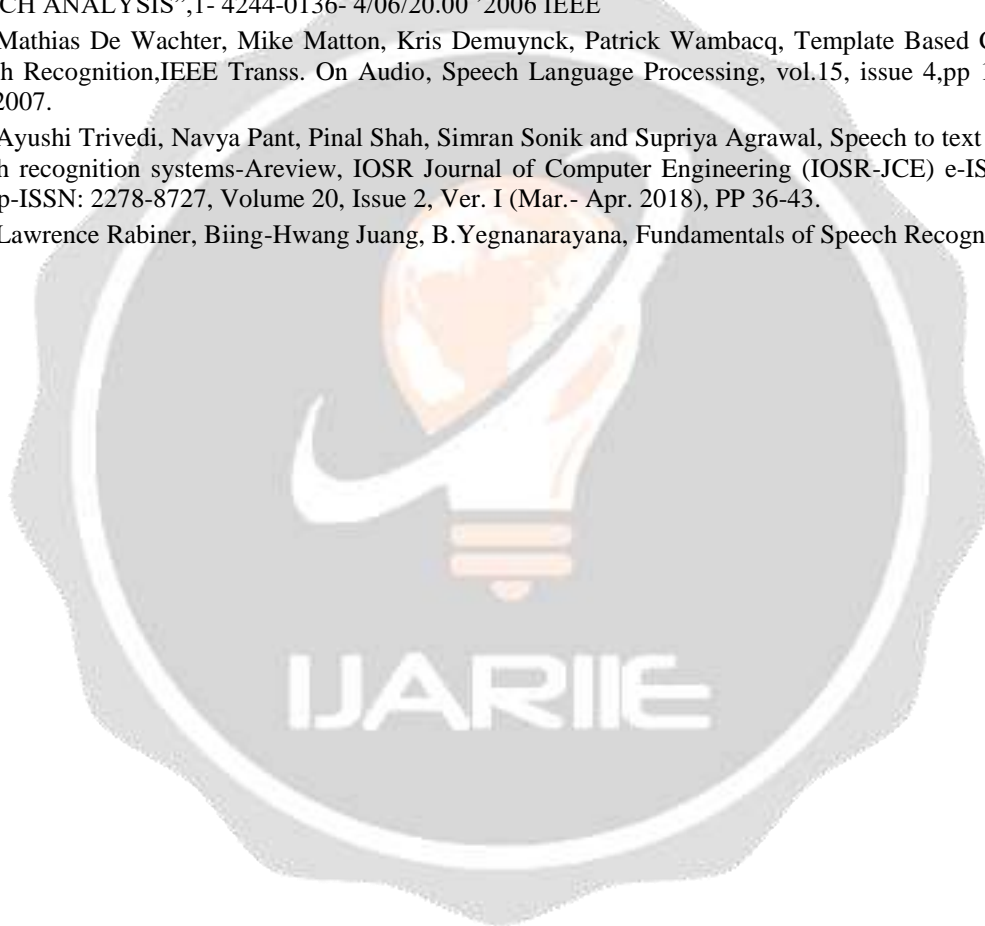 CH ANALYSIS",1- 4244-0136- 4/06/20.00 '2006 IEEE
Mathias De Wachter, Mike Matton, Kris Demuynck, Patrick Wambacq, Template Based C
h Recognition,IEEE Transs. On Audio, Speech Language Processing, vol.15, issue 4,pp 1
2007.
Ayushi Trivedi, Navya Pant, Pinal Shah, Simran Sonik and Supriya Agrawal, Speech to text
h recognition systems-Areview, IOSR Journal of Computer Engineering (IOSR-JCE) e-IS
p-ISSN: 2278-8727, Volume 20, Issue 2, Ver. I (Mar.- Apr. 2018), PP 36-43.
Lawrence Rabiner, Biing-Hwang Juang, B.Yegnanarayana, Fundamentals of Speech Recogn
IJARIIE